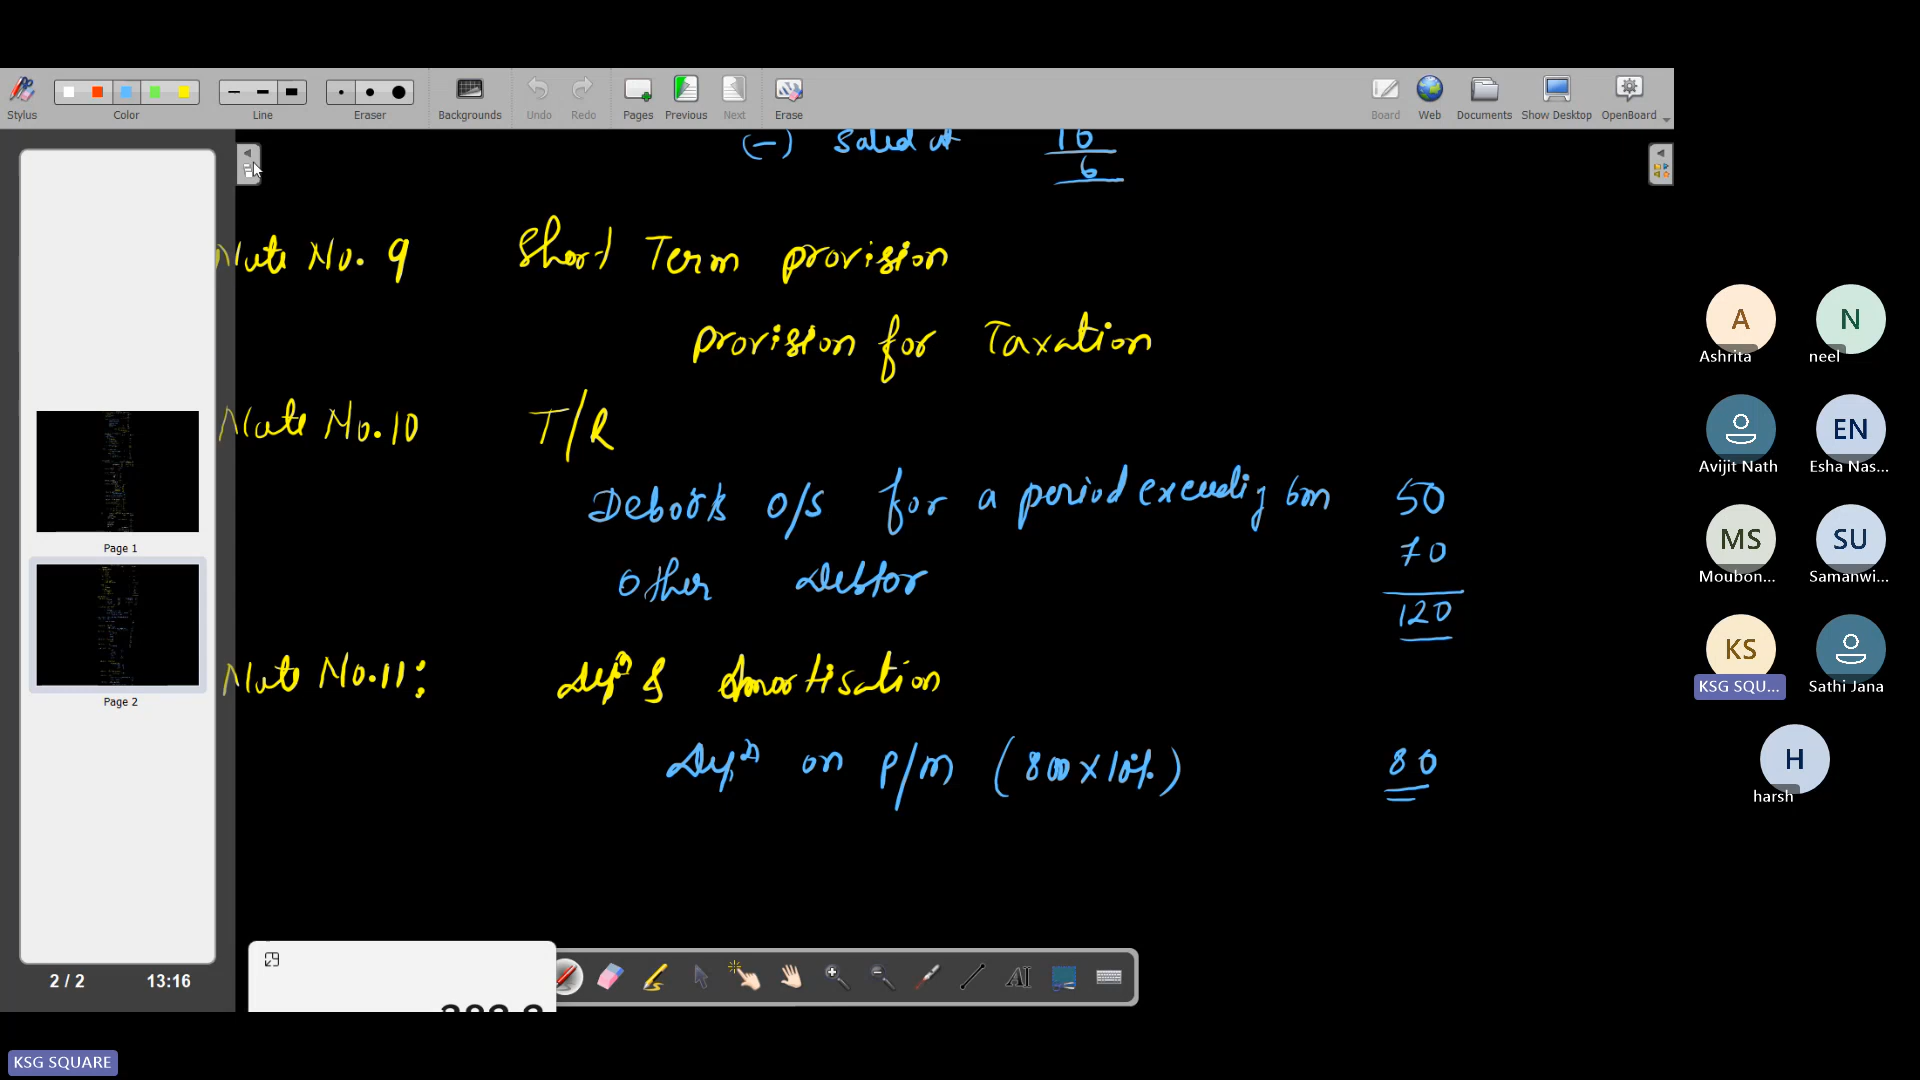 Stylus
Color
Line
Eraser
Backgrounds
Undo
Redo
Pages
Previous
Next
Erase
Board
Web
Documents
Show Desktop
OpenBoard
(-)
10
6
Note No. 9 Short Term provision
provision for Taxation
Note No.10 T/R
Debtors o/s for a period exceeding 6m 50
Other Debtor 70
120
Note No.11: Depn & Amortisation
Depn on P/M (800 x 10%) 80
Page 1
Page 2
2 / 2
13:16
A
Ashrita
N
neel
Avijit Nath
EN
Esha Nas...
MS
Moubon...
SU
Samanwi...
KS
KSG SQU...
Sathi Jana
H
harsh
AI
KSG SQUARE